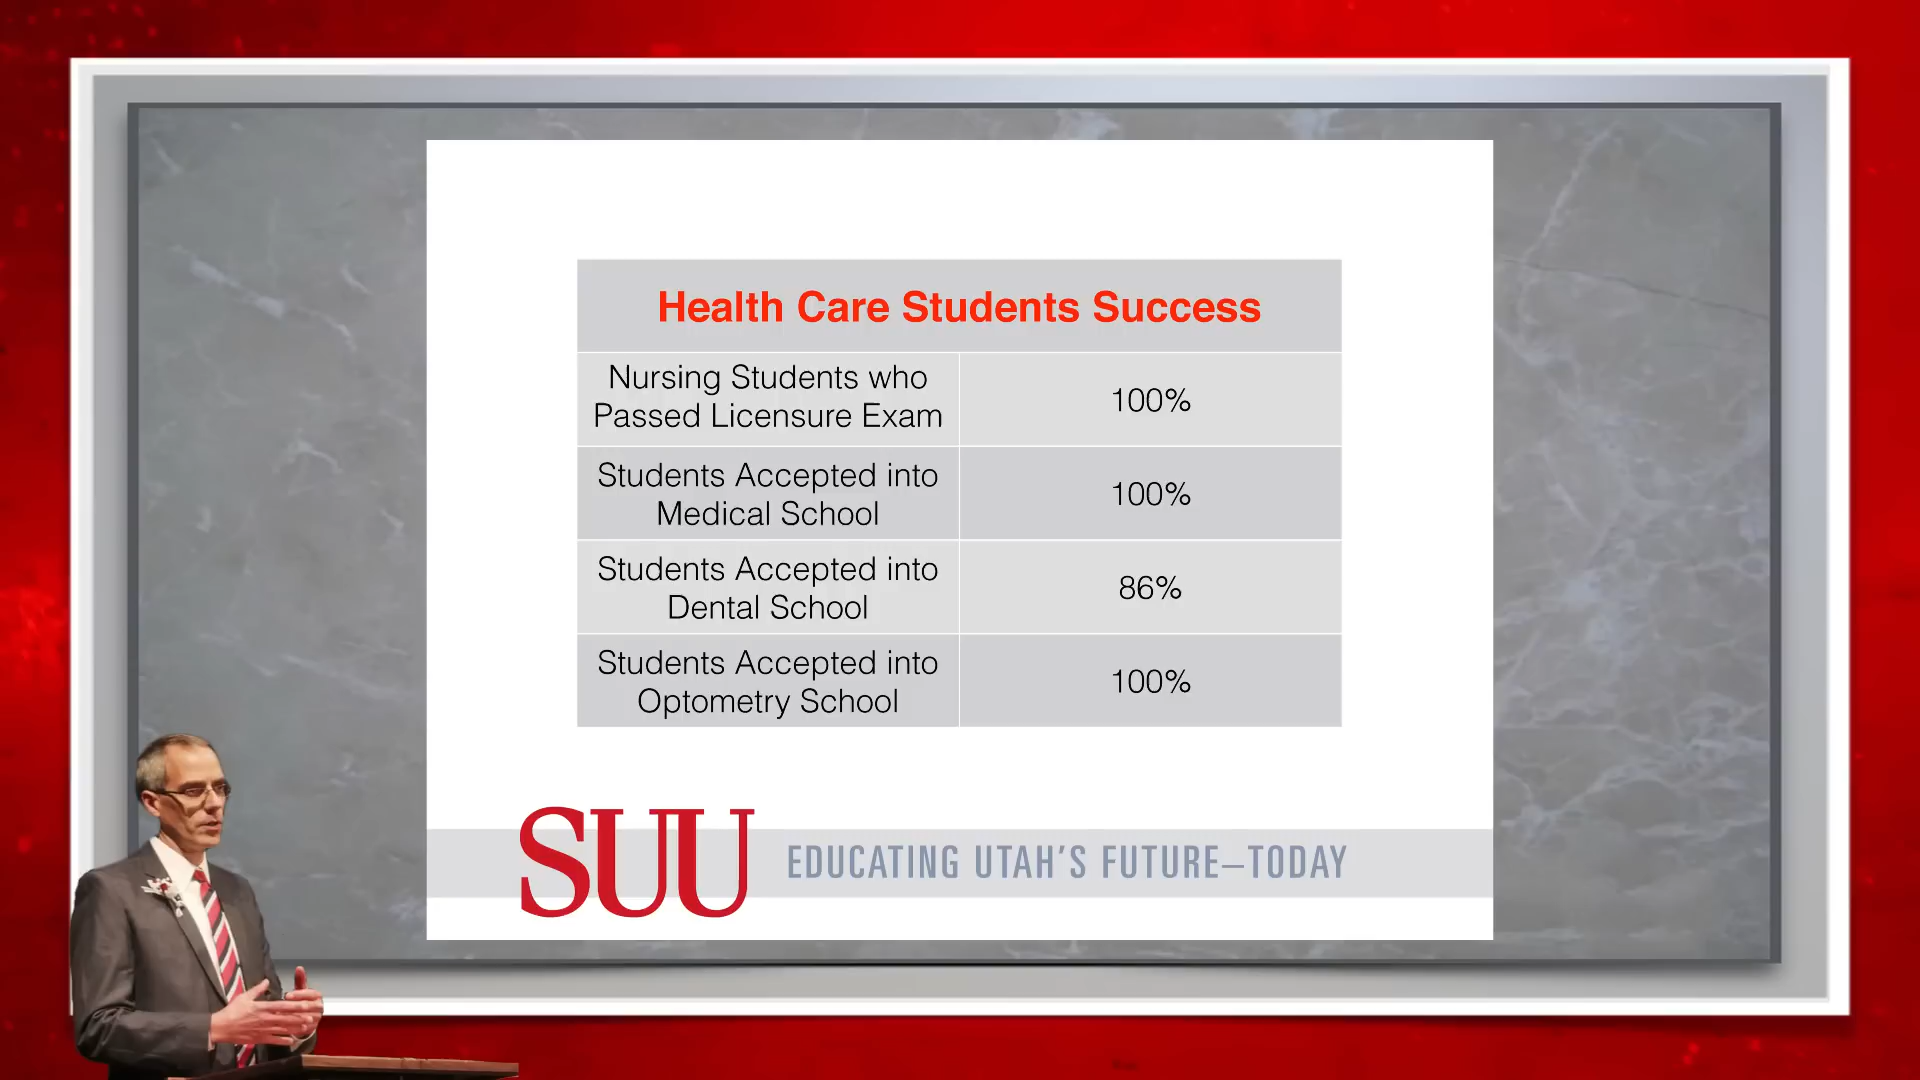 Health Care Students Success
Nursing Students who
Passed Licensure Exam
100%
Students Accepted into
Medical School
100%
Students Accepted into
Dental School
86%
Students Accepted into
Optometry School
100%
SUU
EDUCATING UTAH'S FUTURE–TODAY